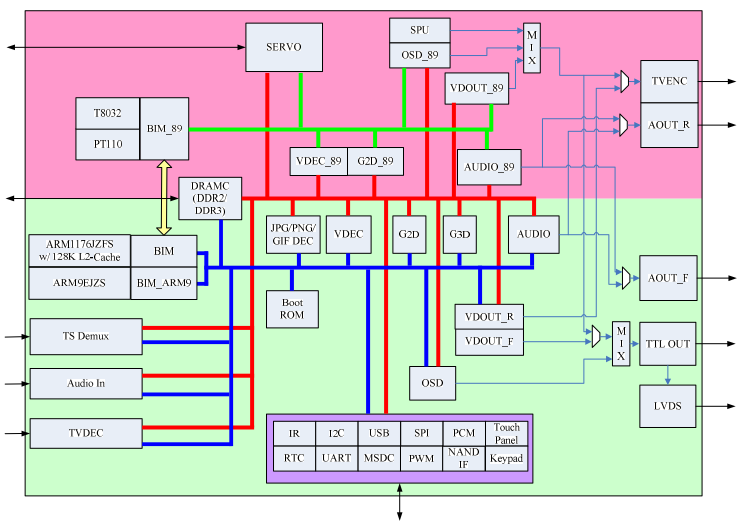 SERVO
SPU
OSD_89
MIX
VDOUT_89
TVENC
AOUT_R
T8032
PT110
BIM_89
VDEC_89
G2D_89
AUDIO_89
DRAMC
(DDR2/
DDR3)
ARM1176JZFS
w/ 128K L2-Cache
BIM
ARM9EJZS
BIM_ARM9
JPG/PNG/
GIF DEC
VDEC
G2D
G3D
AUDIO
AOUT_F
Boot
ROM
VDOUT_R
VDOUT_F
MIX
TTL OUT
TS Demux
Audio In
TVDEC
OSD
LVDS
IR
I2C
USB
SPI
PCM
Touch
Panel
RTC
UART
MSDC
PWM
NAND
IF
Keypad